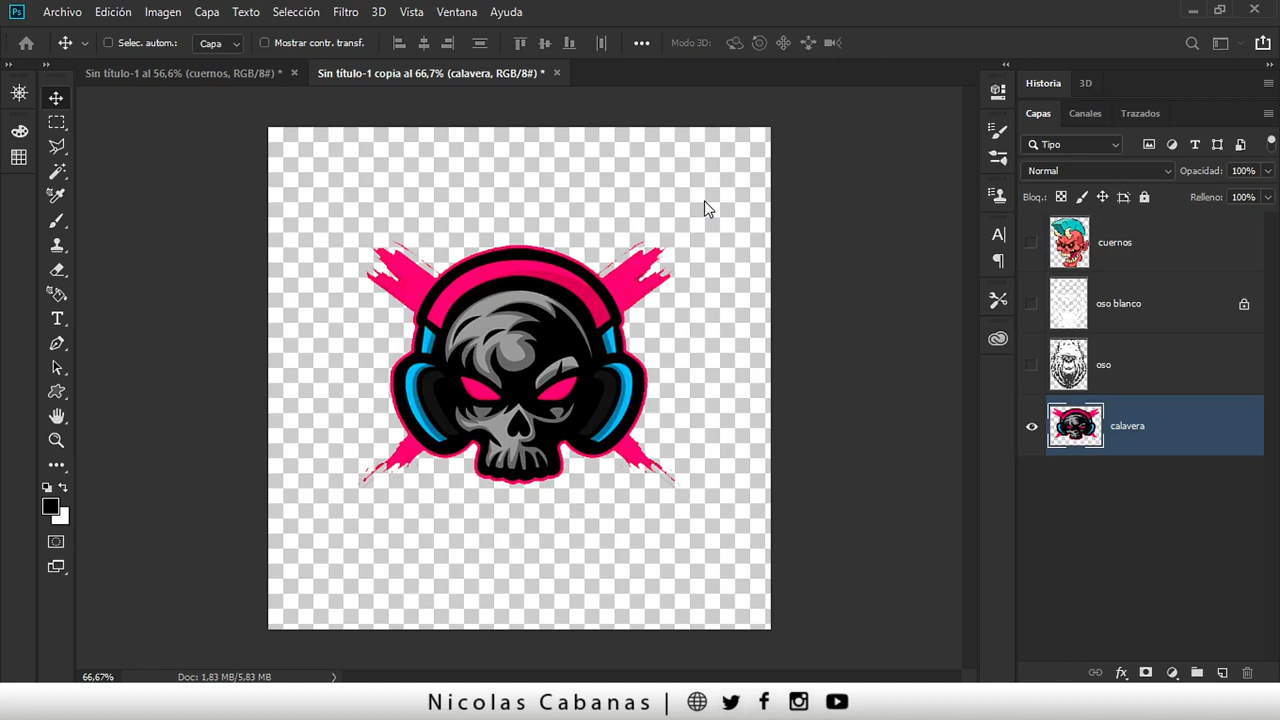 Ps Archivo Edición Imagen Capa Texto Selección Filtro 3D Vista Ventana Ayuda
Selec. autom.: Capa Mostrar contr. transf. Modo 3D:
Sin título-1 al 56,6% (cuernos, RGB/8#) * × Sin título-1 copia al 66,7% (calavera, RGB/8#) * ×
Historia 3D
Capas Canales Trazados
Tipo
Normal Opacidad: 100%
Bloq.: Relleno: 100%
cuernos
oso blanco
oso
calavera
66,67% Doc: 1,83 MB/5,83 MB
Nicolas Cabanas |